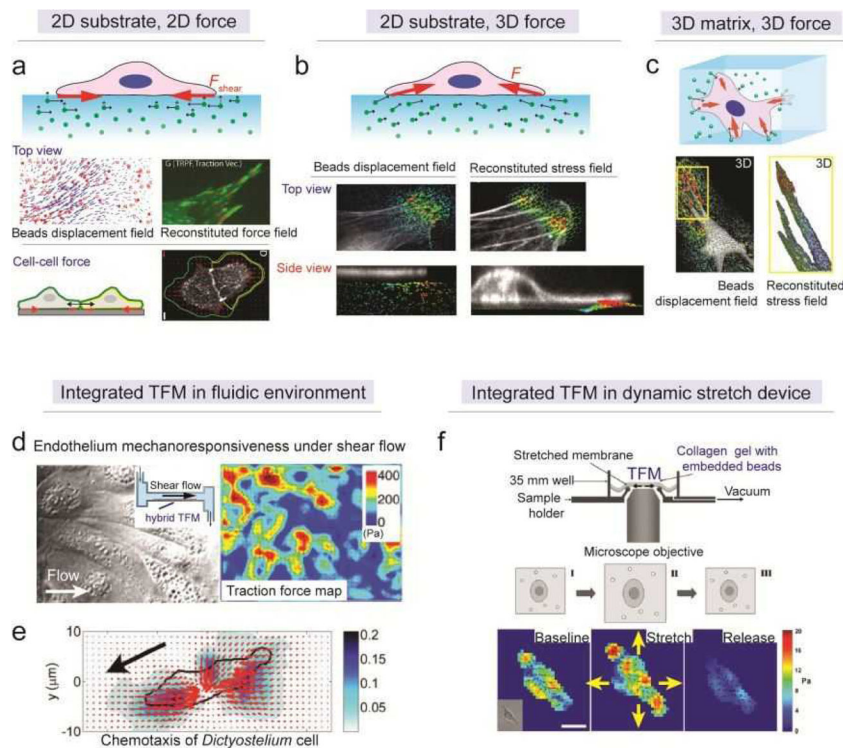 2D substrate, 2D force
2D substrate, 3D force
3D matrix, 3D force
a
F shear
b
F
c
Top view
G (TRPF, Traction Vec.)
Beads displacement field
Reconstituted force field
Cell-cell force
Beads displacement field
Reconstituted stress field
Top view
Side view
3D
3D
Beads
displacement field
Reconstituted
stress field
Integrated TFM in fluidic environment
Integrated TFM in dynamic stretch device
d Endothelium mechanoresponsiveness under shear flow
Shear flow
hybrid TFM
Flow
400
200
0
(Pa)
Traction force map
e
10
0
-10
y (µm)
0.2
0.15
0.1
0.05
Chemotaxis of Dictyostelium cell
f
Stretched membrane
TFM
Collagen gel with
embedded beads
35 mm well
Sample
holder
Vacuum
Microscope objective
I
II
III
Baseline
Stretch
Release
20
16
12
8
4
0
Pa